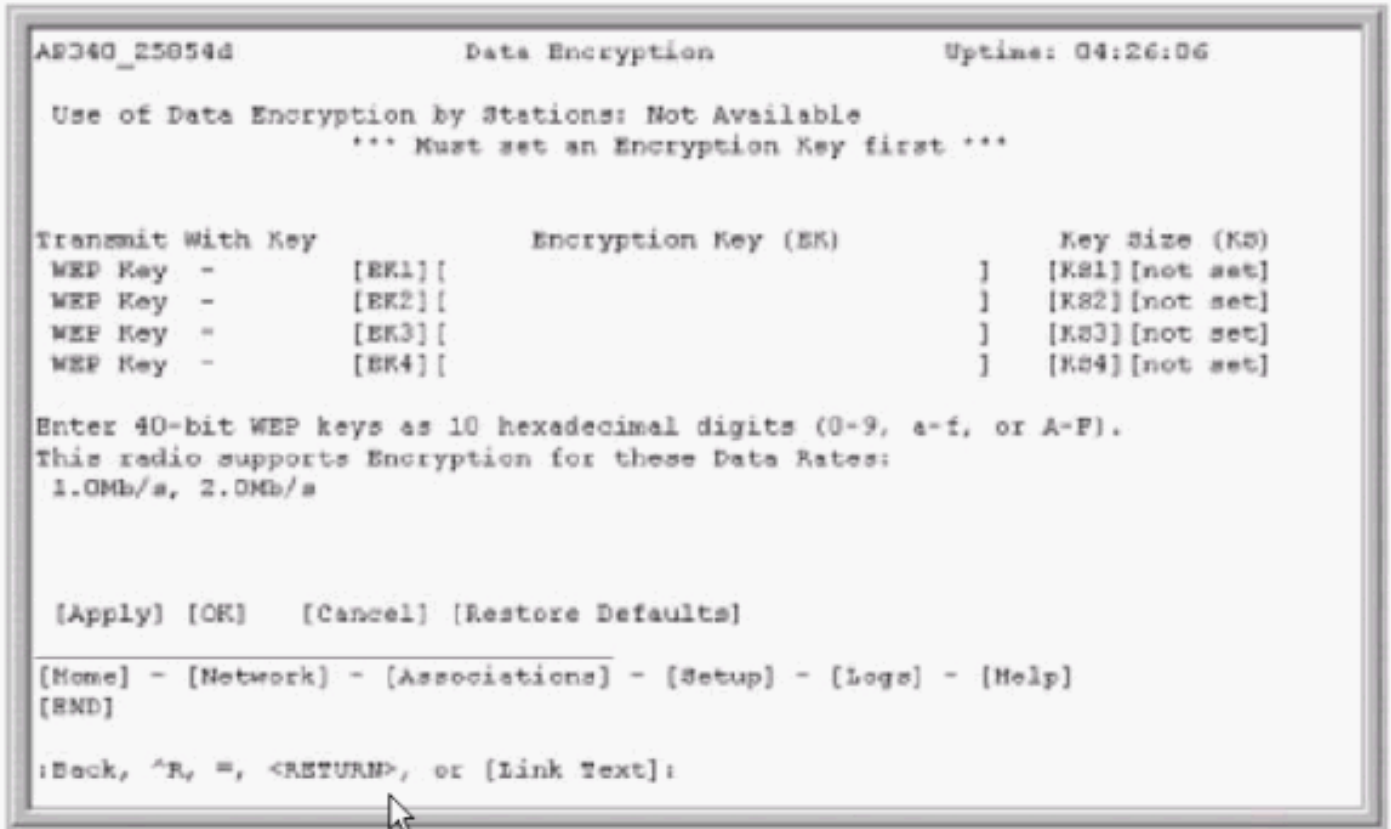 AP340_25854d Data Encryption Uptime: 04:26:06
Use of Data Encryption by Stations: Not Available
*** Must set an Encryption Key first ***
Transmit With Key Encryption Key (EK) Key Size (KS)
WEP Key - [EK1][ ] [KS1][not set]
WEP Key - [EK2][ ] [KS2][not set]
WEP Key - [EK3][ ] [KS3][not set]
WEP Key - [EK4][ ] [KS4][not set]
Enter 40-bit WEP keys as 10 hexadecimal digits (0-9, a-f, or A-F).
This radio supports Encryption for these Data Rates:
1.0Mb/s, 2.0Mb/s
[Apply] [OK] [Cancel] [Restore Defaults]
[Home] - [Network] - [Associations] - [Setup] - [Logs] - [Help]
[END]
:Back, ^R, =, <RETURN>, or [Link Text]: